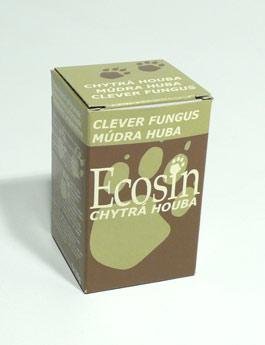 CHYTRÁ HOUBA
MÚDRA HUBA
CLEVER FUNGUS
CLEVER FUNGUS
MÚDRA HUBA
Ecosin
CHYTRÁ HOUBA